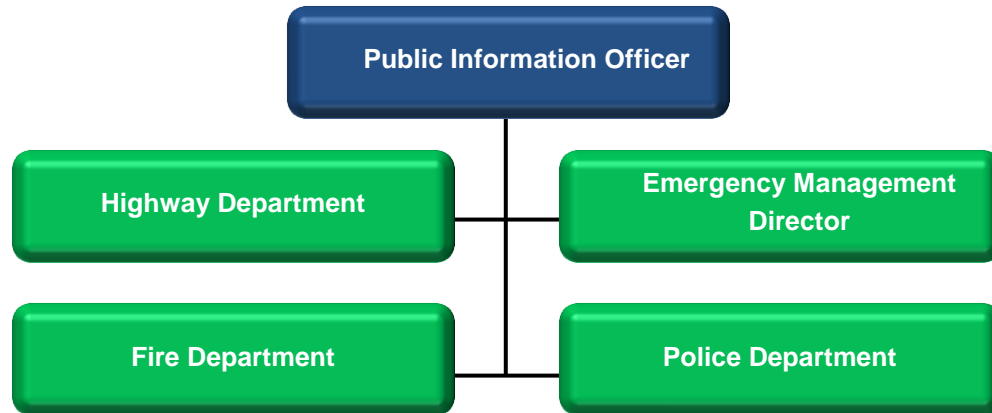 Public Information Officer
Highway Department
Emergency Management
Director
Fire Department
Police Department